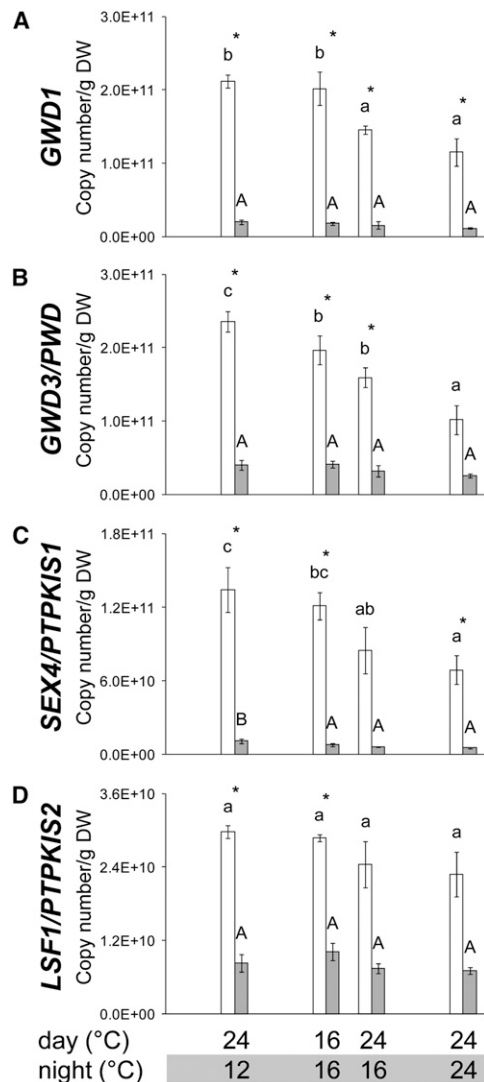 A
GWD1
Copy number/g DW
3.0E+11
2.0E+11
1.0E+11
0.0E+00
* * * *
b b a a
A A A A
B
GWD3/PWD
Copy number/g DW
3.0E+11
2.0E+11
1.0E+11
0.0E+00
* * *
c b b a
A A A A
C
SEX4/PTPKIS1
Copy number/g DW
1.8E+11
1.2E+11
6.0E+10
0.0E+00
* * *
c bc ab a
B A A A
D
LSF1/PTPKIS2
Copy number/g DW
3.6E+10
2.4E+10
1.2E+10
0.0E+00
* *
a a a a
A A A A
day (°C) 24 16 24 24
night (°C) 12 16 16 24